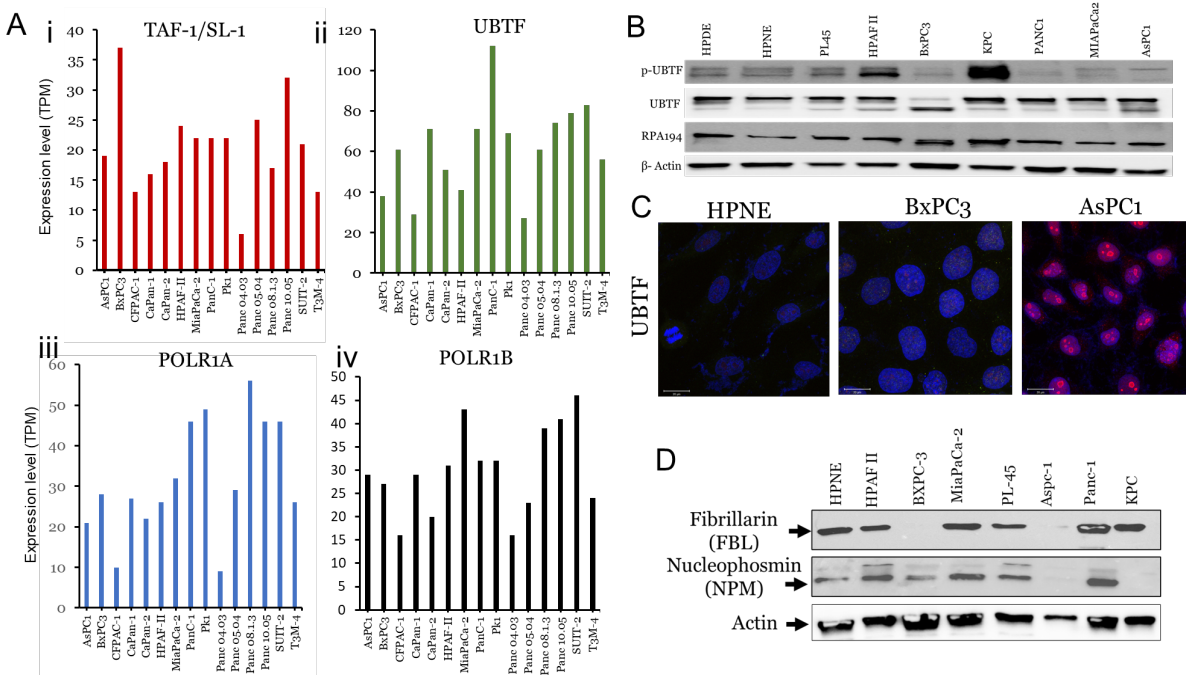 A
i
TAF-1/SL-1
Expression level (TPM)
40
35
30
25
20
15
10
5
0
AsPC1
BxPC3
CFPAC-1
CaPan-1
CaPan-2
HPAF-II
MiaPaCa-2
PanC-1
Pk1
Panc 04.03
Panc 05.04
Panc 08.1.3
Panc 10.05
SUIT-2
T3M-4
ii
UBTF
120
100
80
60
40
20
0
AsPC1
BxPC3
CFPAC-1
CaPan-1
CaPan-2
HPAF-II
MiaPaCa-2
PanC-1
Pk1
Panc 04.03
Panc 05.04
Panc 08.1.3
Panc 10.05
SUIT-2
T3M-4
iii
POLR1A
Expression level (TPM)
60
50
40
30
20
10
0
AsPC1
BxPC3
CFPAC-1
CaPan-1
CaPan-2
HPAF-II
MiaPaCa-2
PanC-1
Pk1
Panc 04.03
Panc 05.04
Panc 08.1.3
Panc 10.05
SUIT-2
T3M-4
iv
POLR1B
50
45
40
35
30
25
20
15
10
5
0
AsPC1
BxPC3
CFPAC-1
CaPan-1
CaPan-2
HPAF-II
MiaPaCa-2
PanC-1
Pk1
Panc 04.03
Panc 05.04
Panc 08.1.3
Panc 10.05
SUIT-2
T3M-4
B
HPDE
HPNE
PL45
HPAF II
BxPC3
KPC
PANC1
MIAPaCa2
AsPC1
p-UBTF
UBTF
RPA194
β- Actin
C
HPNE
BxPC3
AsPC1
UBTF
D
HPNE
HPAF II
BXPC-3
MiaPaCa-2
PL-45
Aspc-1
Panc-1
KPC
Fibrillarin
(FBL)
Nucleophosmin
(NPM)
Actin